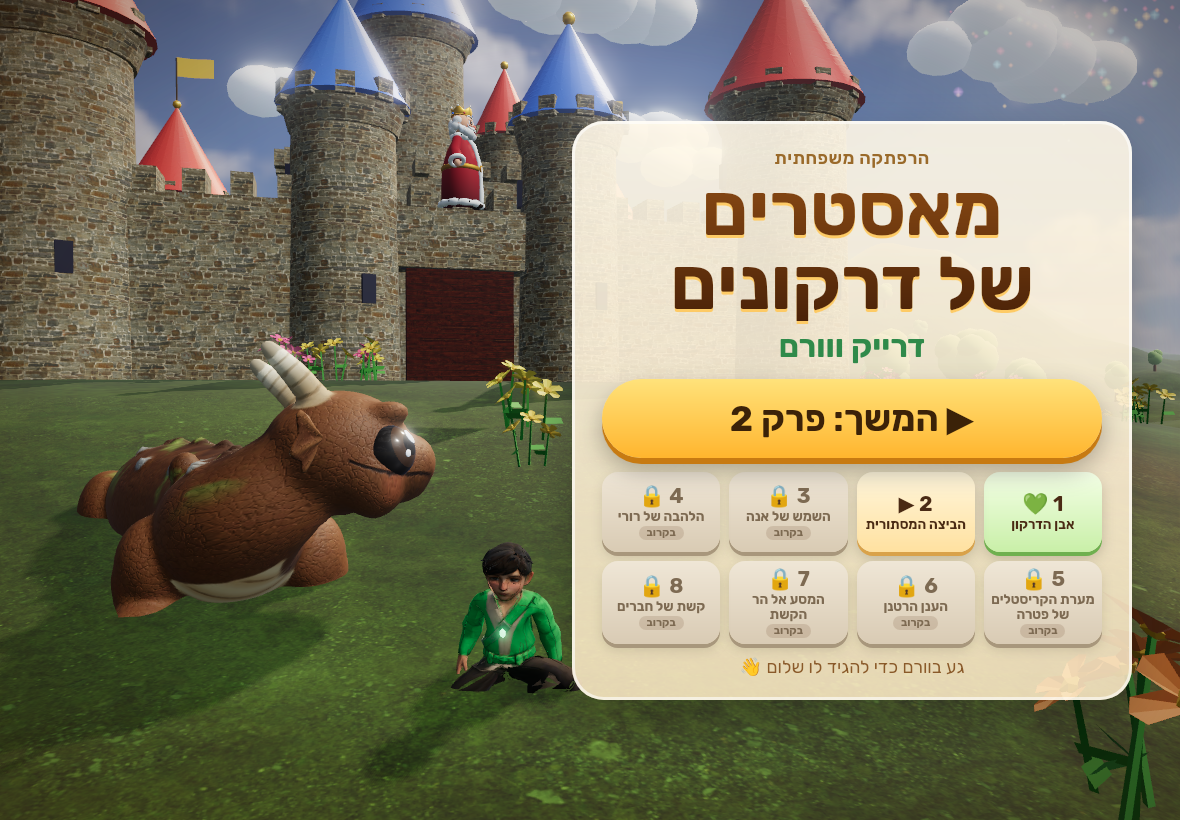 הרפתקה משפחתית
מאסטרים
של דרקונים
דרייק ווורם
▶ המשך: פרק 2
1 💚
אבן הדרקון
2 ▶
הביצה המסתורית
3 🔒
השמש של אנה
בקרוב
4 🔒
הלהבה של רורי
בקרוב
5 🔒
מערת הקריסטלים
של פטרה
בקרוב
6 🔒
הענן הרטגן
בקרוב
7 🔒
המסע אל הר
הקשת
בקרוב
8 🔒
קשת של חברים
בקרוב
גע בוורם כדי להגיד לו שלום 👋